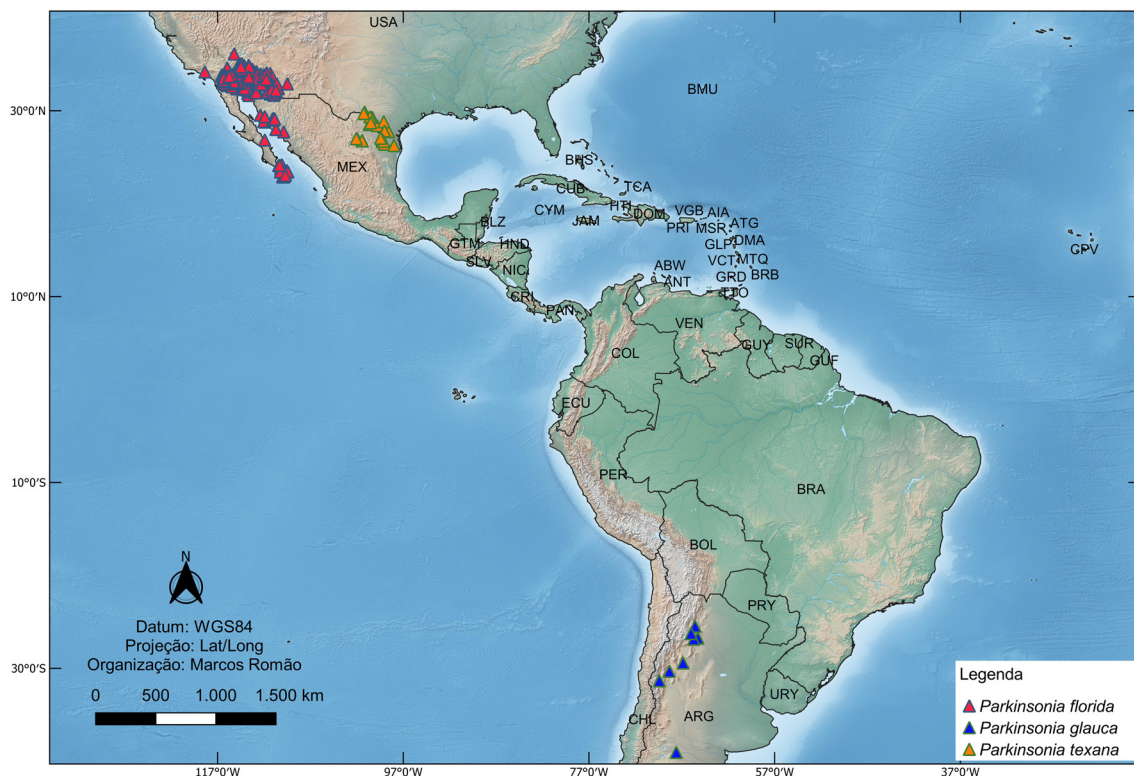 USA
BMU
30°0'N
MEX
BHS
TCA
CUB
HTI
DOM
VGB
AIA
CYM
JAM
PRI
MSR
ATG
BLZ
GTM
HND
GLP
DMA
CPV
SLV
NIC
ABW
VCT
MTQ
ANT
GRD
BRB
10°0'N
CRI
TTO
PAN
VEN
COL
GUY
SUR
GUF
ECU
10°0'S
PER
BRA
BOL
N
PRY
Datum: WGS84
Projeção: Lat/Long
Organização: Marcos Romão
30°0'S
0 500 1.000 1.500 km
CHL
ARG
URY
Legenda
Parkinsonia florida
Parkinsonia glauca
Parkinsonia texana
117°0'W 97°0'W 77°0'W 57°0'W 37°0'W